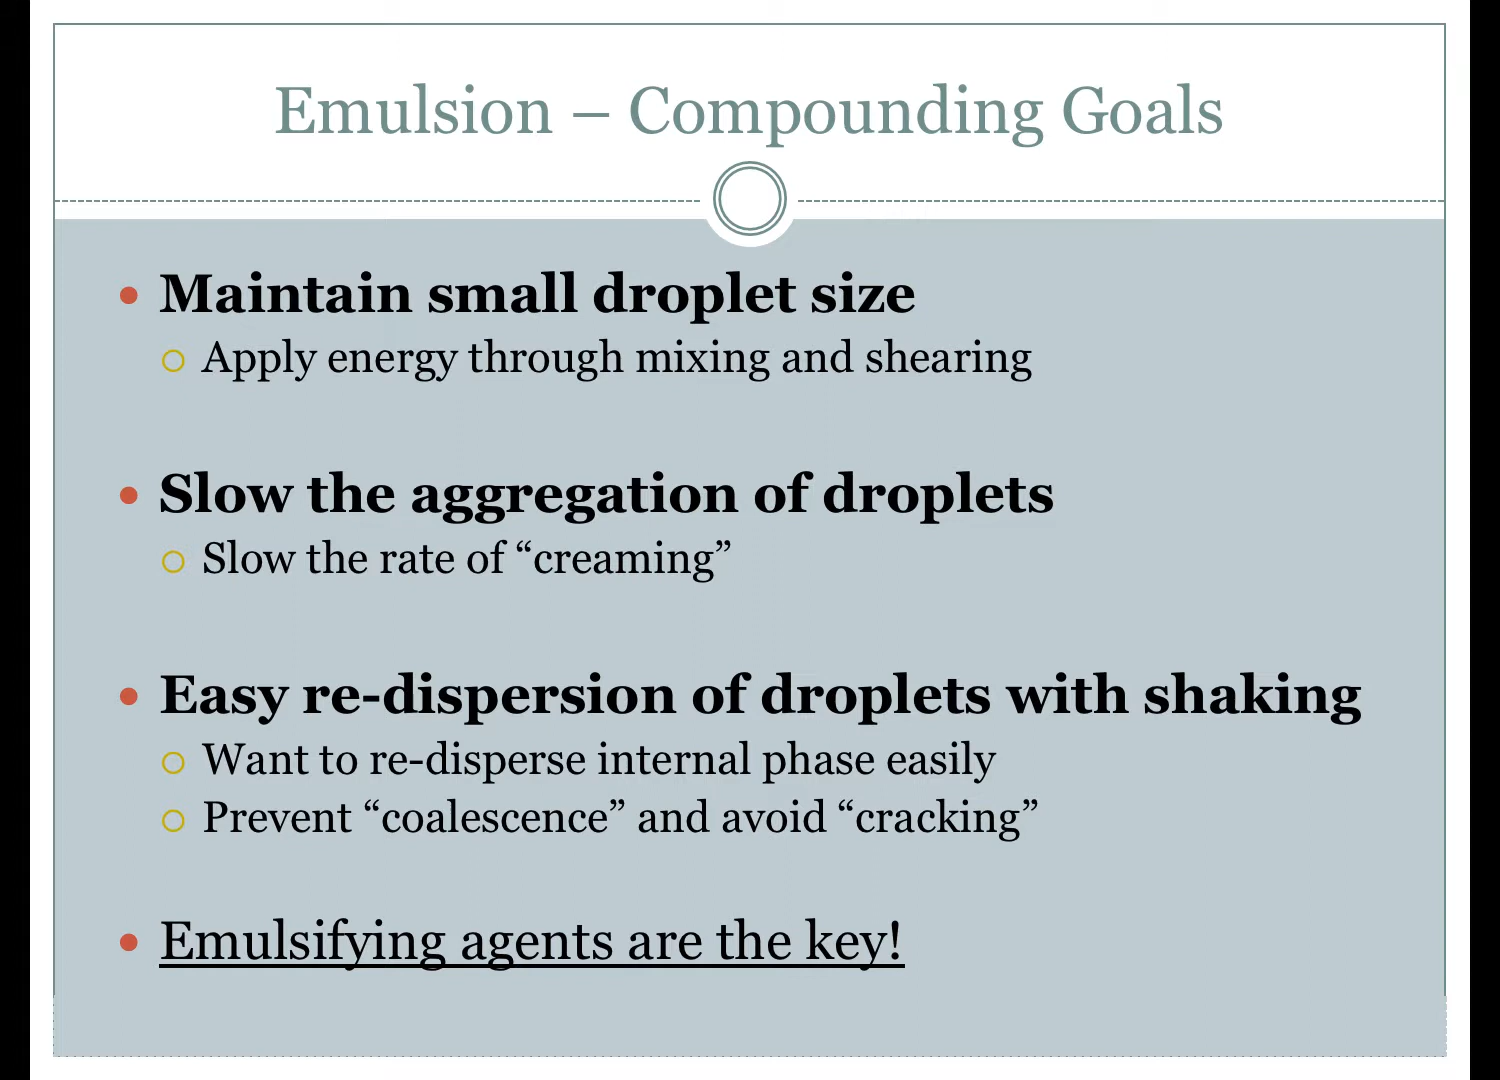 Emulsion – Compounding Goals
Maintain small droplet size
Apply energy through mixing and shearing
Slow the aggregation of droplets
Slow the rate of “creaming”
Easy re-dispersion of droplets with shaking
Want to re-disperse internal phase easily
Prevent “coalescence” and avoid “cracking”
Emulsifying agents are the key!